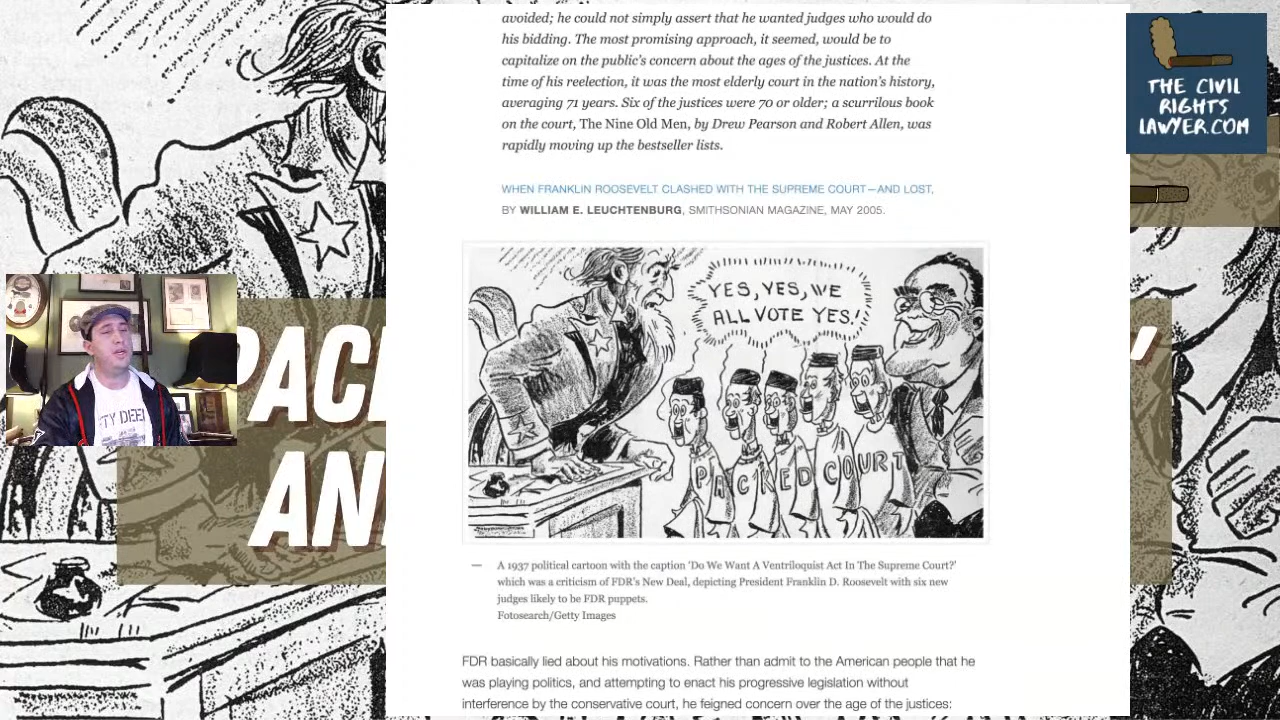 avoided; he could not simply assert that he wanted judges who would do
his bidding. The most promising approach, it seemed, would be to
capitalize on the public's concern about the ages of the justices. At the
time of his reelection, it was the most elderly court in the nation's history,
averaging 71 years. Six of the justices were 70 or older; a scurrilous book
on the court, The Nine Old Men, by Drew Pearson and Robert Allen, was
rapidly moving up the bestseller lists.
WHEN FRANKLIN ROOSEVELT CLASHED WITH THE SUPREME COURT—AND LOST,
BY WILLIAM E. LEUCHTENBURG, SMITHSONIAN MAGAZINE, MAY 2005.
YES, YES, WE
ALL VOTE YES!
PACKED COURT
— A 1937 political cartoon with the caption 'Do We Want A Ventriloquist Act In The Supreme Court?'
which was a criticism of FDR's New Deal, depicting President Franklin D. Roosevelt with six new
judges likely to be FDR puppets.
Fotosearch/Getty Images
FDR basically lied about his motivations. Rather than admit to the American people that he
was playing politics, and attempting to enact his progressive legislation without
interference by the conservative court, he feigned concern over the age of the justices:
THE CIVIL
RIGHTS
LAWYER.COM
PAC
AN
TY DEE